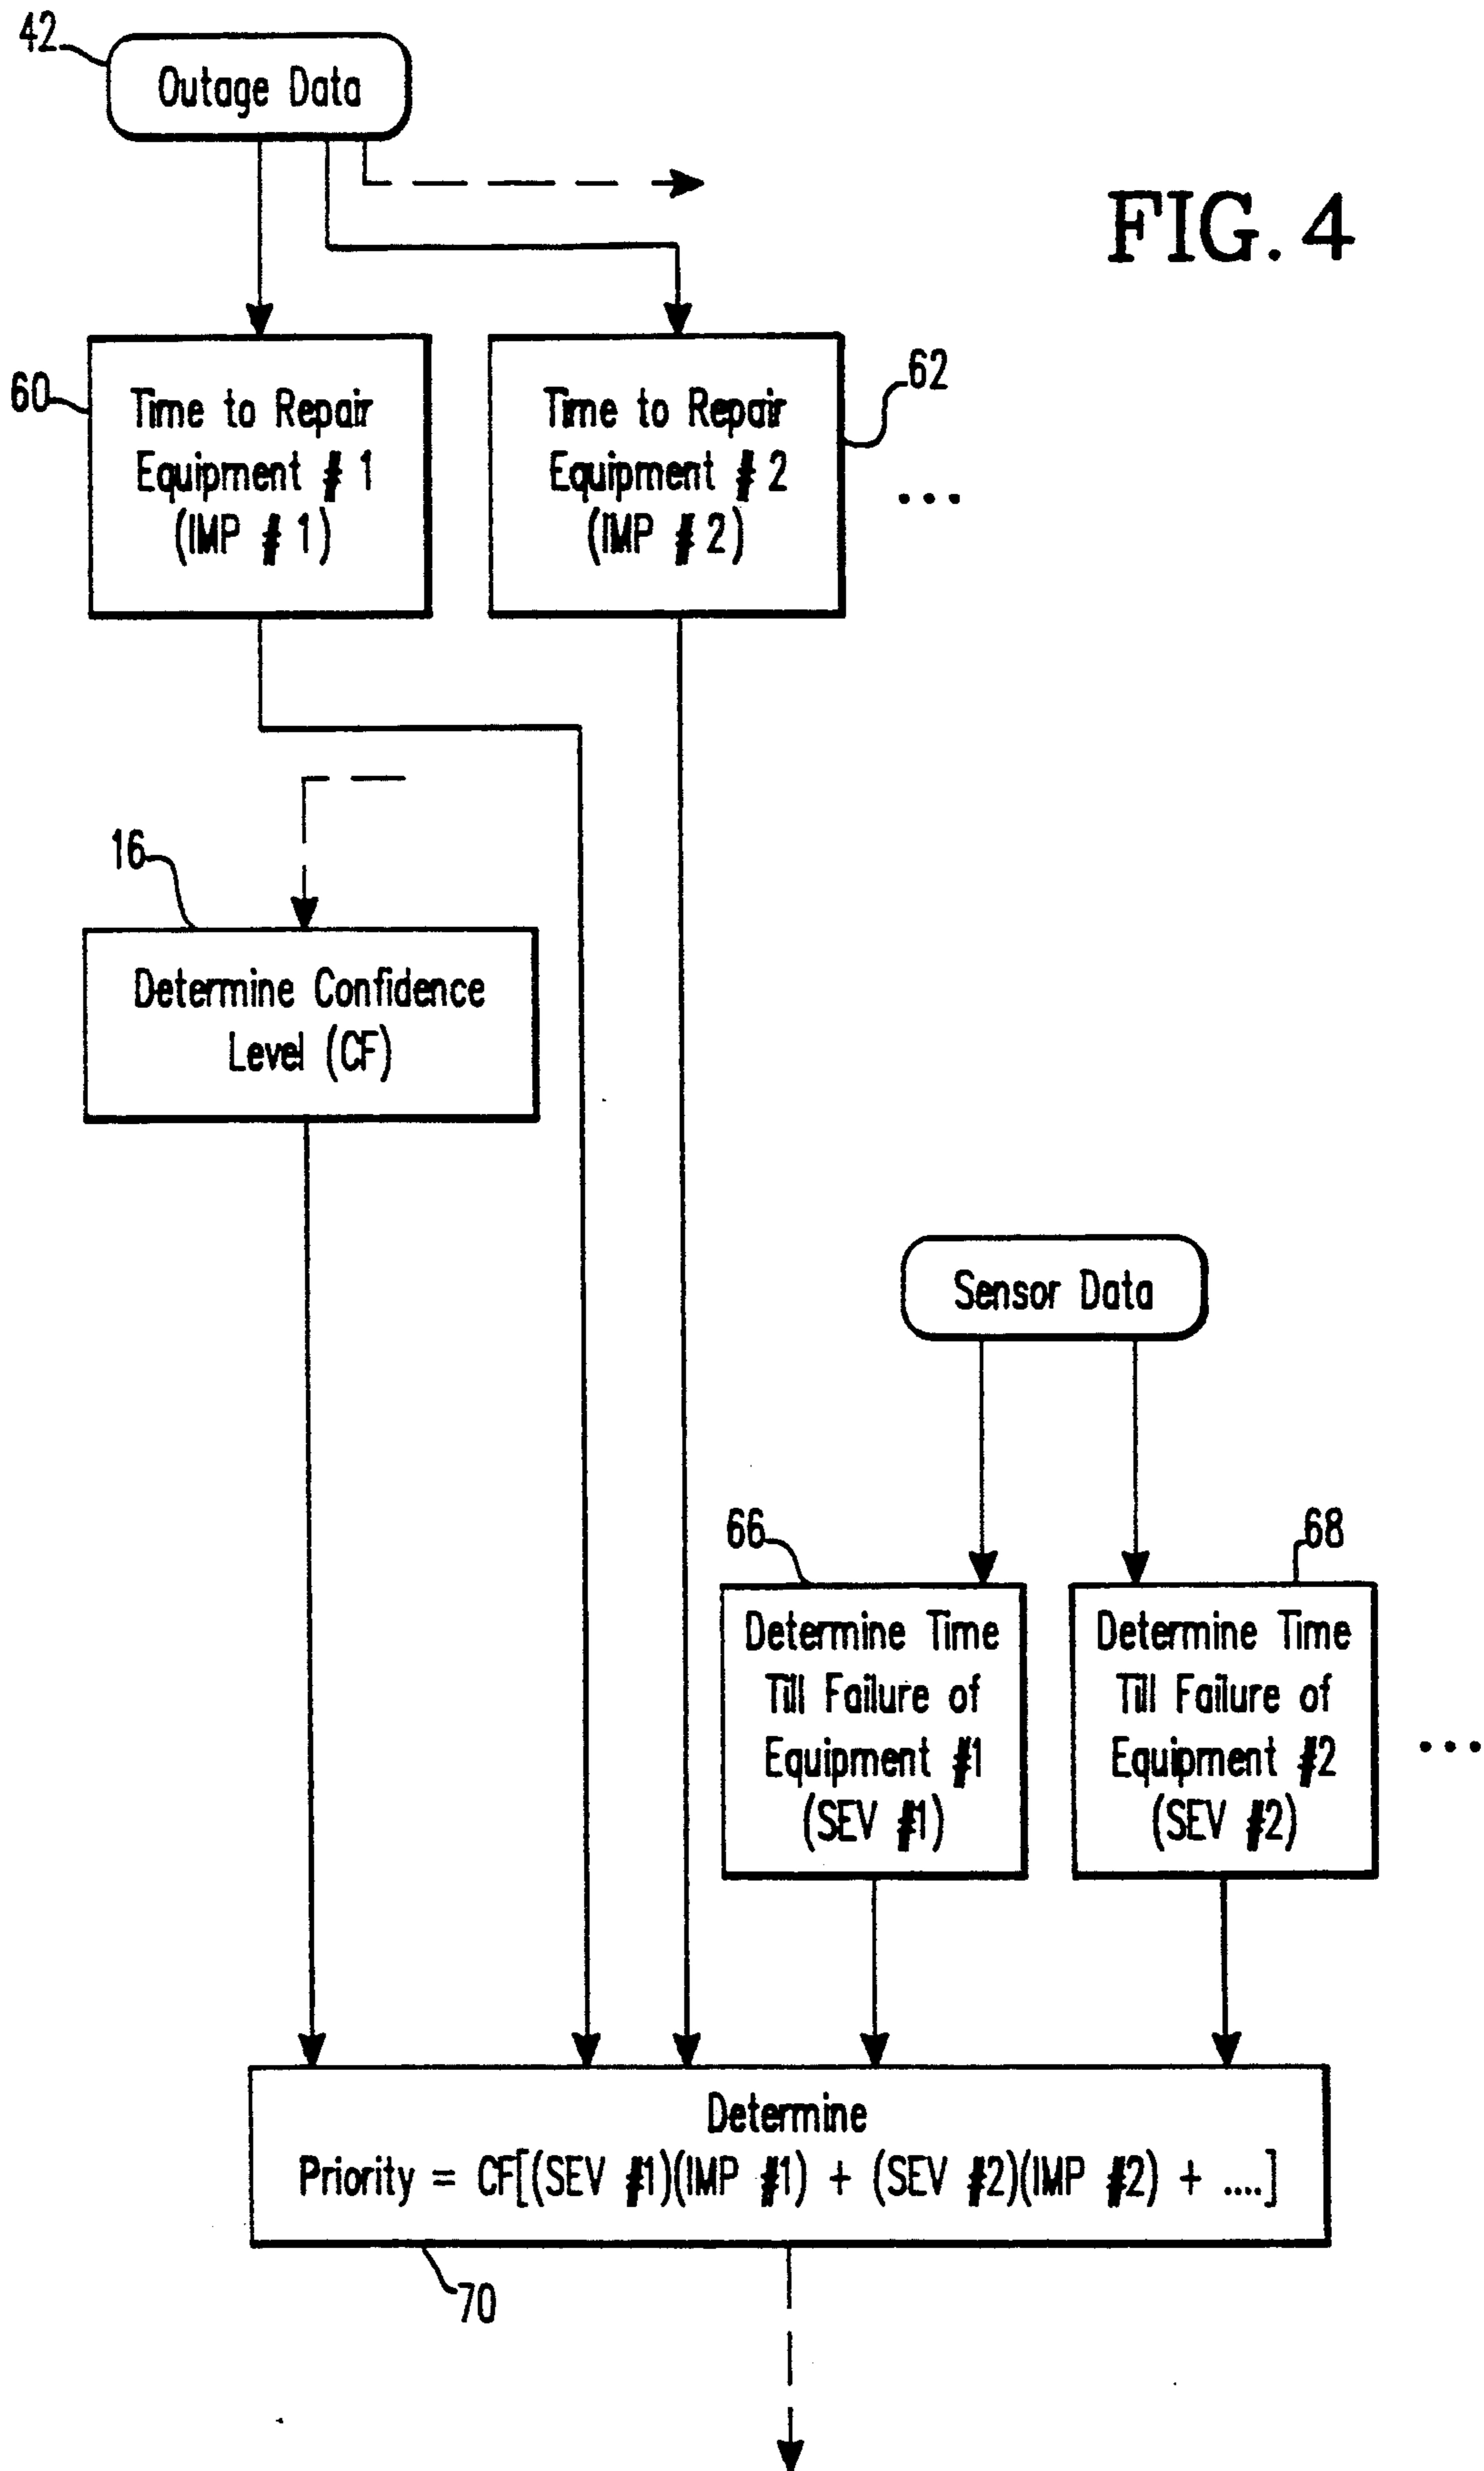 42
Outage Data
FIG. 4
60
Time to Repair
Equipment # 1
(IMP # 1)
62
Time to Repair
Equipment # 2
(IMP # 2)
...
16
Determine Confidence
Level (CF)
Sensor Data
66
Determine Time
Till Failure of
Equipment #1
(SEV #1)
68
Determine Time
Till Failure of
Equipment #2
(SEV #2)
...
Determine
Priority = CF[(SEV #1)(IMP #1) + (SEV #2)(IMP #2) + ....]
70